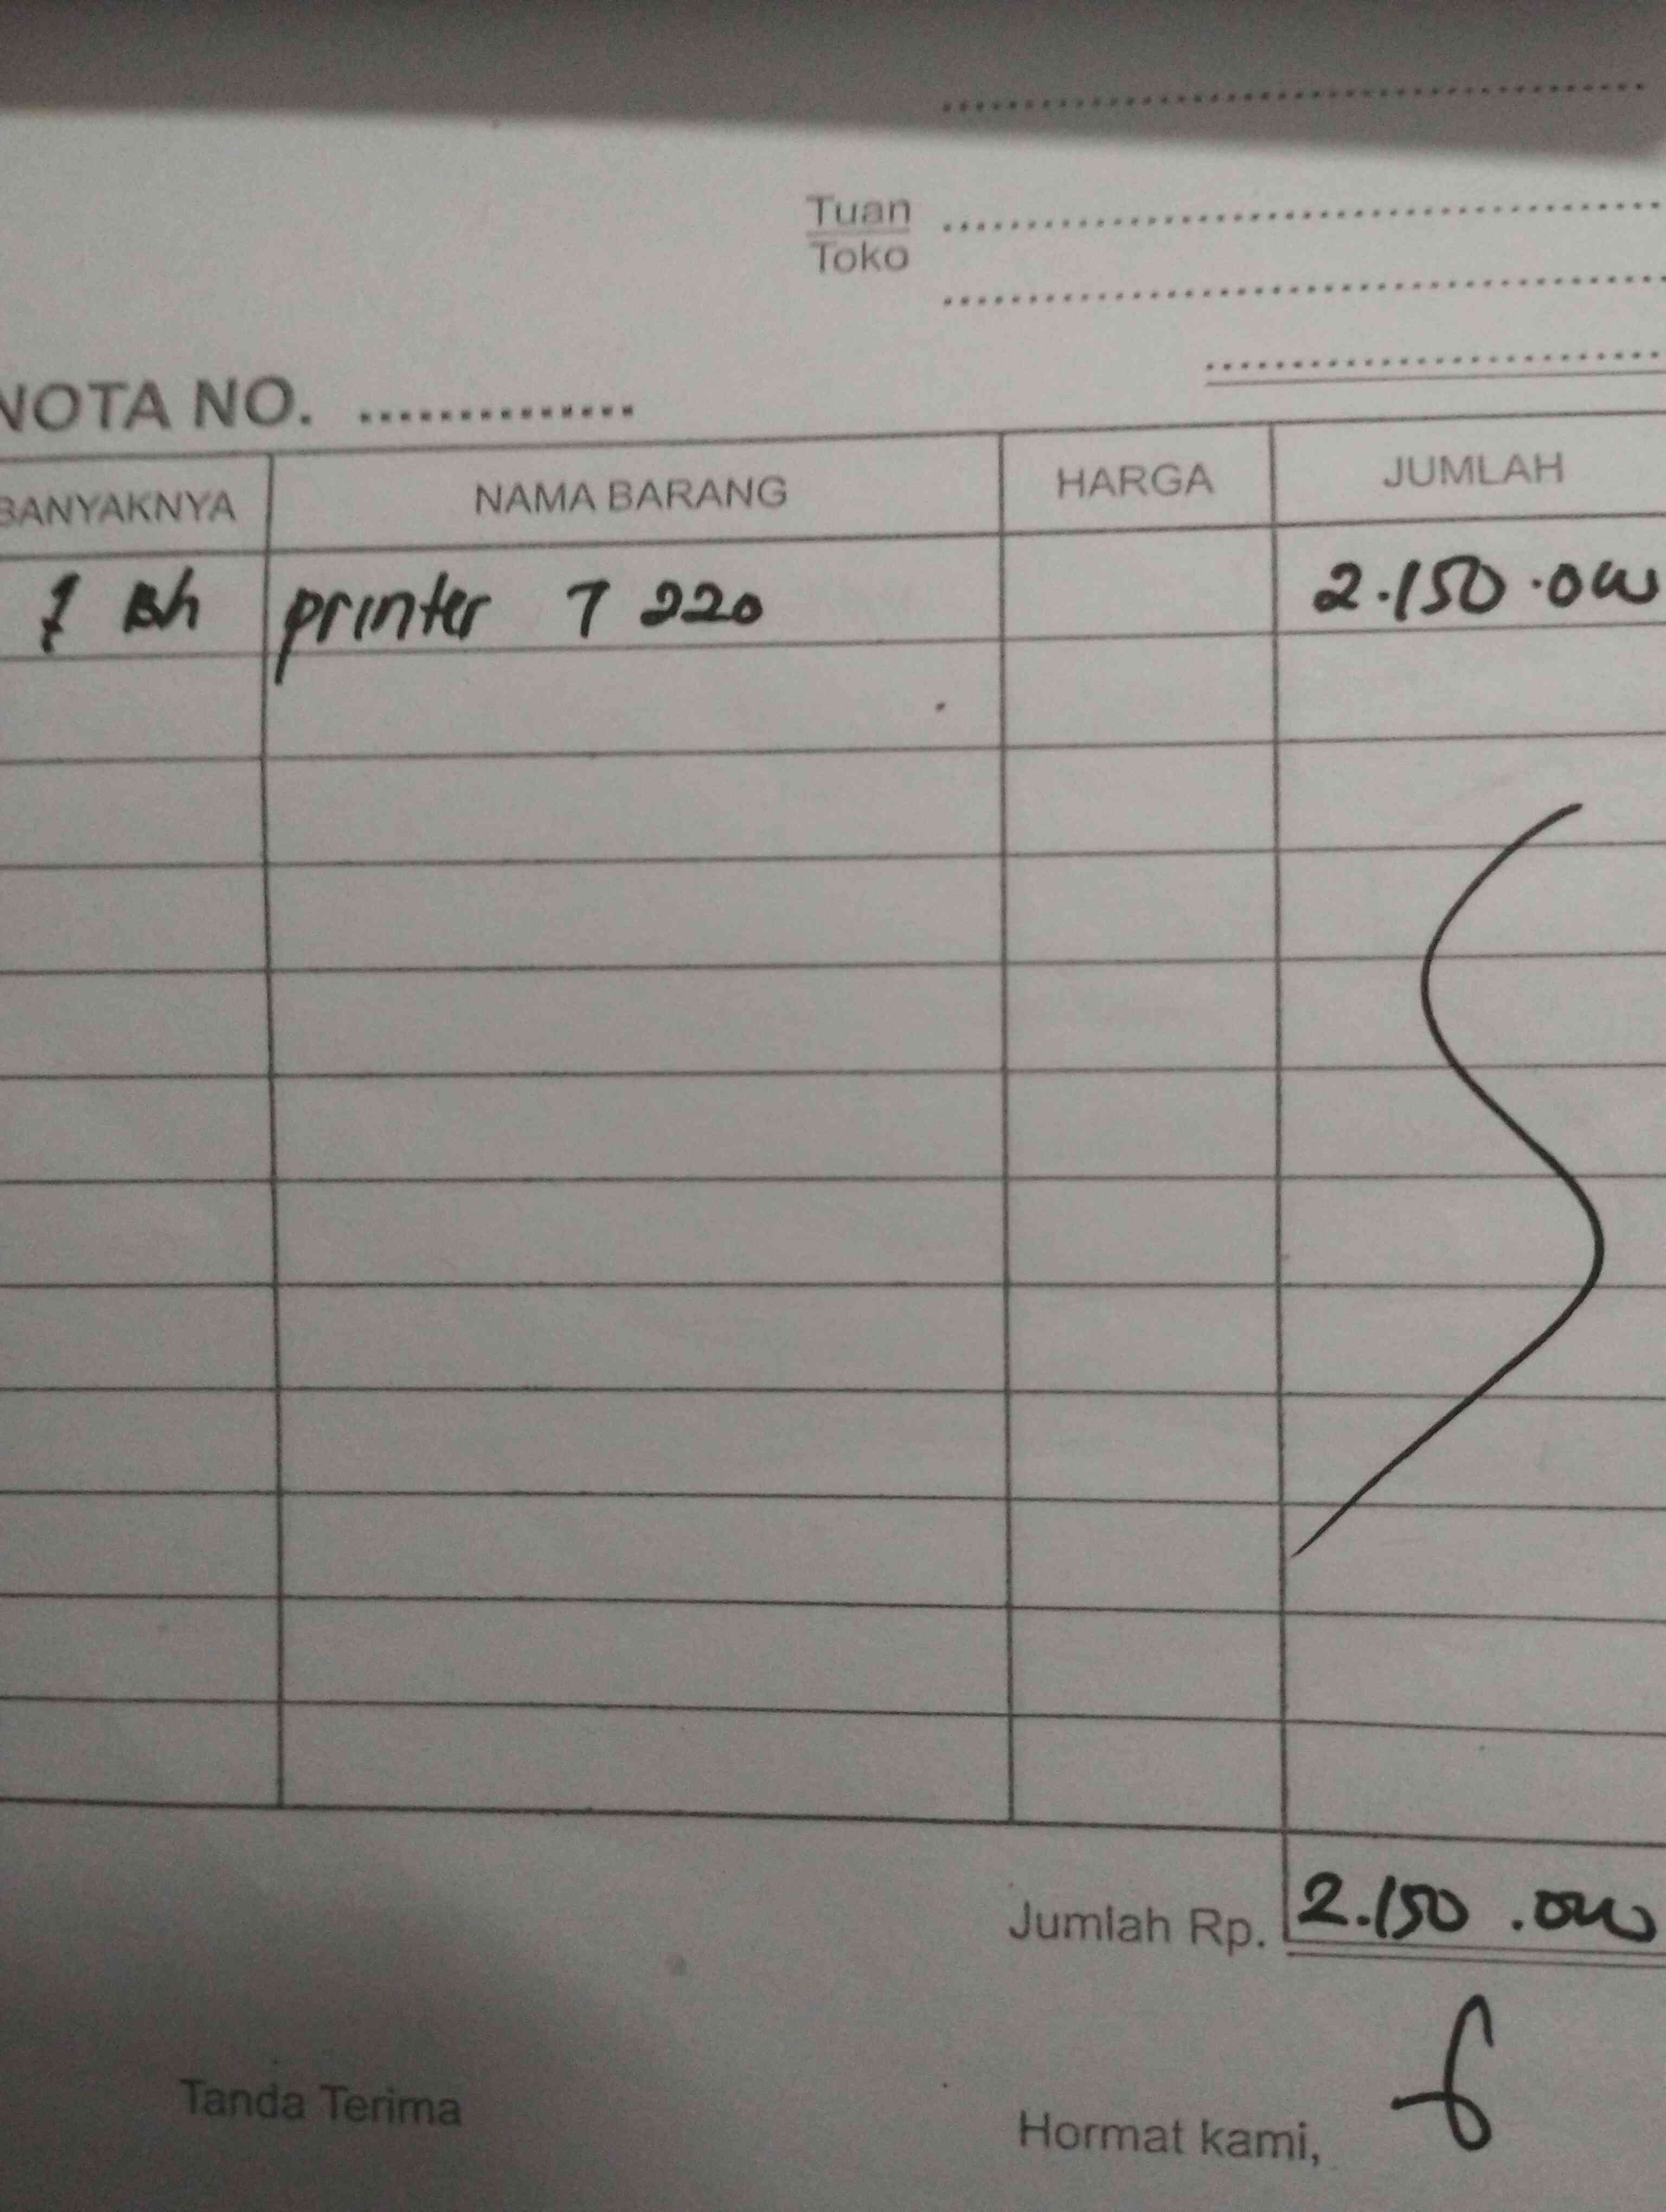 Tuan
Toko
NOTA NO. ..............
BANYAKNYA NAMA BARANG HARGA JUMLAH
1 Bh printer T 220 2.150.000
Jumlah Rp. 2.150.000
Tanda Terima Hormat kami,